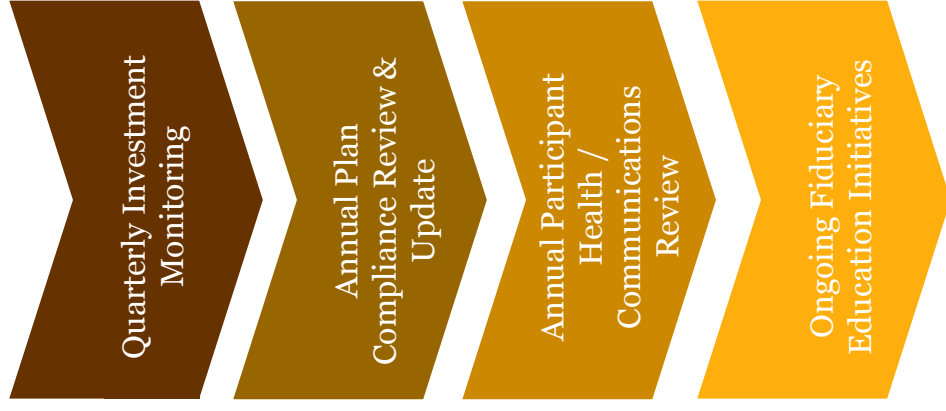 Quarterly Investment
Monitoring
Annual Plan
Compliance Review &
Update
Annual Participant
Health /
Communications
Review
Ongoing Fiduciary
Education Initiatives